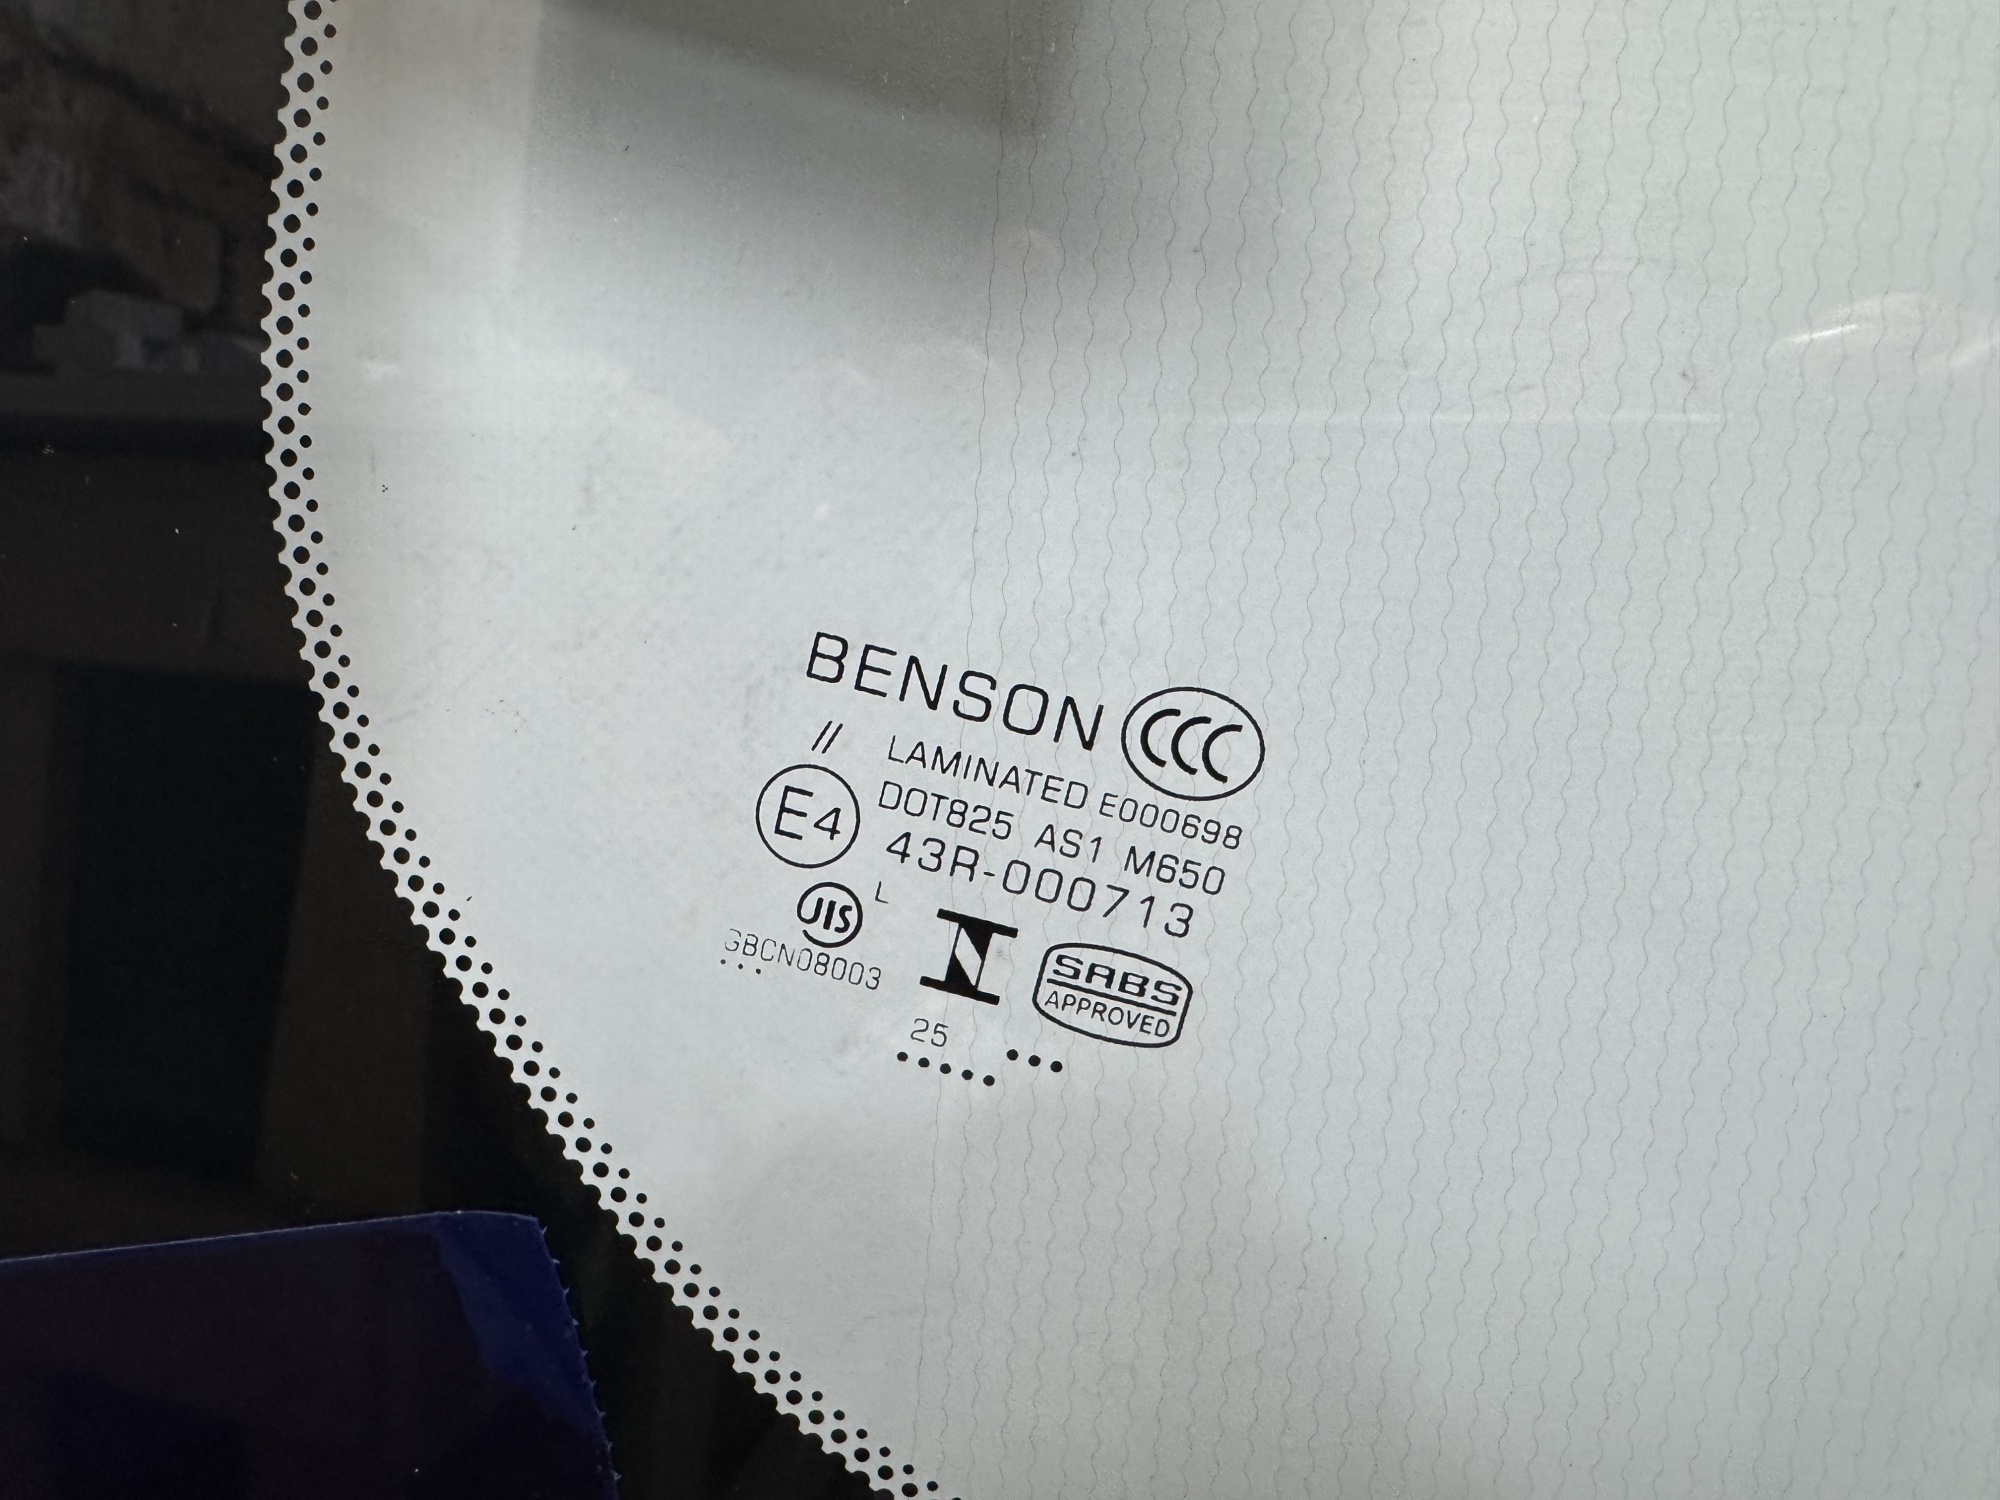 BENSON CCC
// LAMINATED E000698
E4 DOT825 AS1 M650
43R-000713
JIS L
GBCN08003
SABS
APPROVED
25